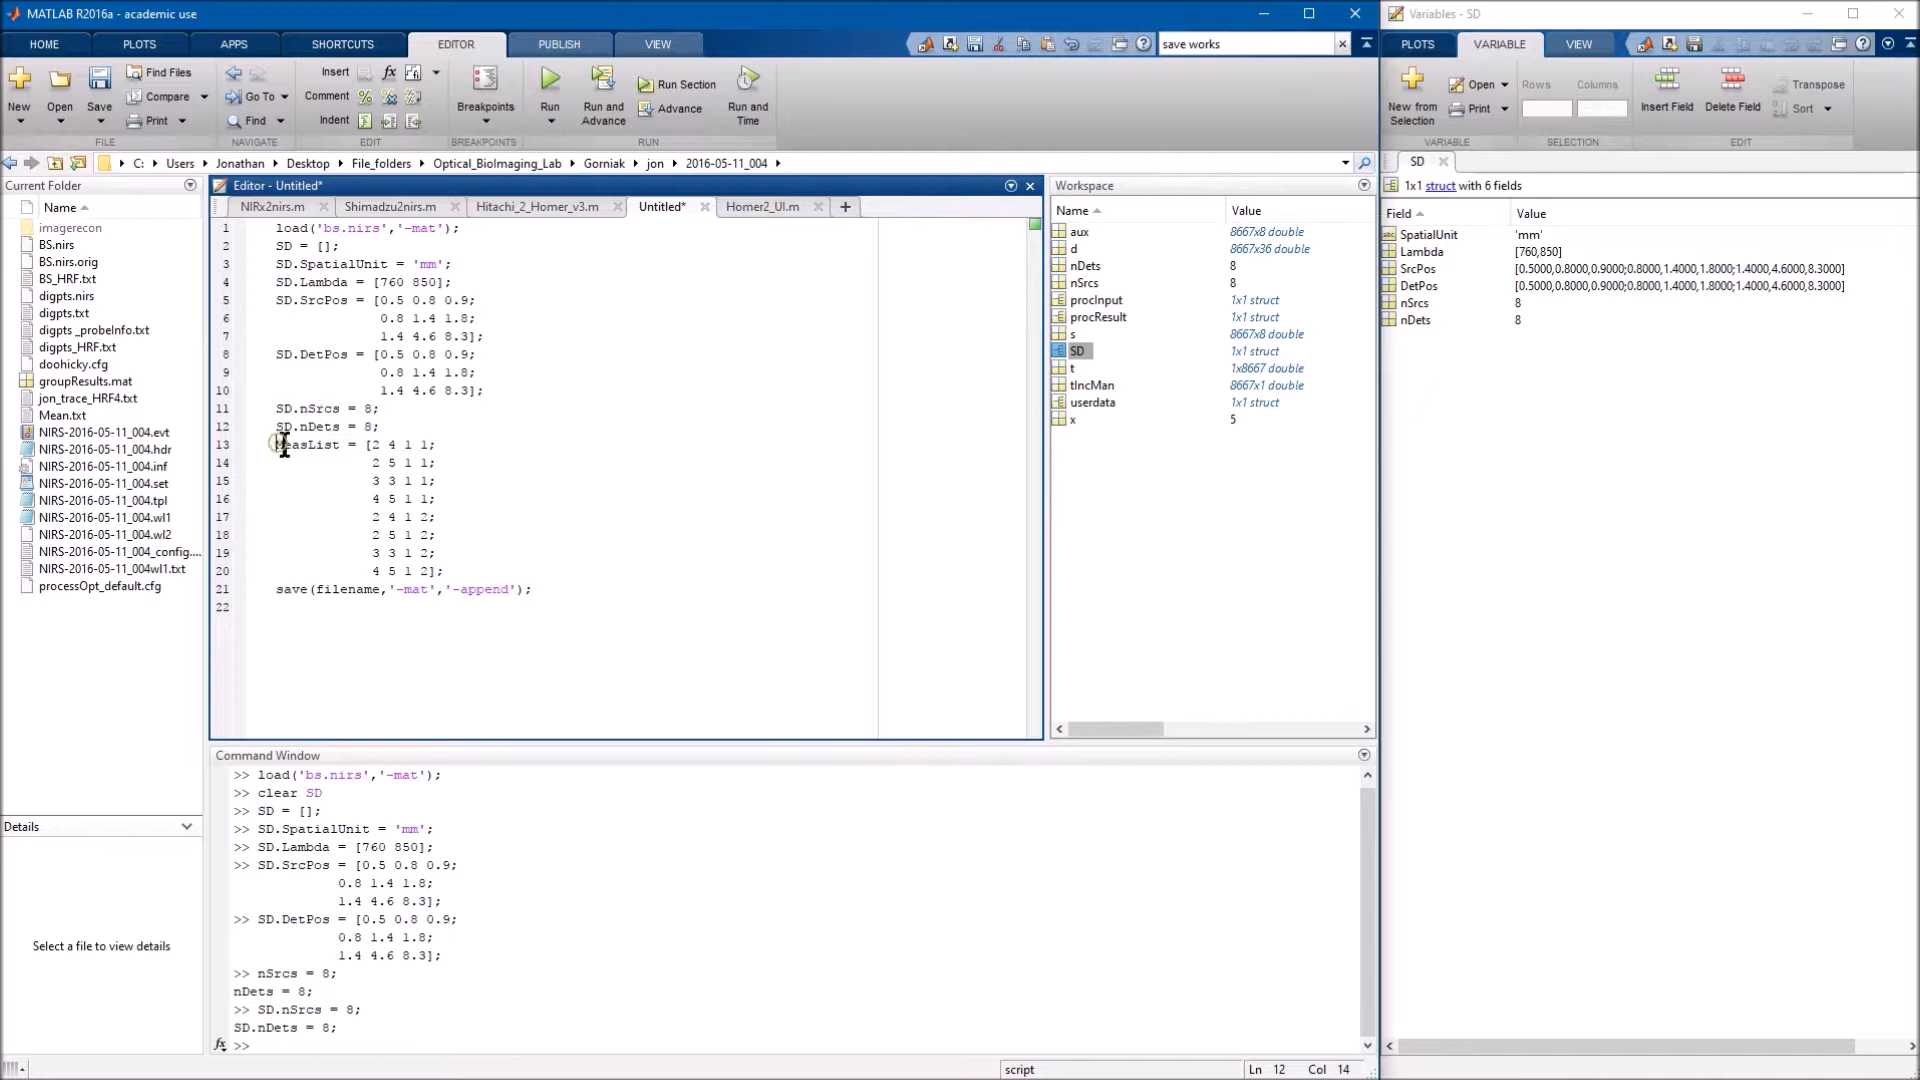 MATLAB R2016a - academic use
HOME PLOTS APPS SHORTCUTS EDITOR PUBLISH VIEW save works
New Open Save
Find Files
Compare
Print
FILE
Go To
Find
NAVIGATE
Insert fx
Comment %
Indent
EDIT
Breakpoints
BREAKPOINTS
Run
Run and Advance
Run Section
Advance
Run and Time
RUN
C: Users Jonathan Desktop File_folders Optical_BioImaging_Lab Gorniak jon 2016-05-11_004
Current Folder
Name
imagerecon
BS.nirs
BS.nirs.orig
BS_HRF.txt
digpts.nirs
digpts.txt
digpts _probeInfo.txt
digpts_HRF.txt
doohicky.cfg
groupResults.mat
jon_trace_HRF4.txt
Mean.txt
NIRS-2016-05-11_004.evt
NIRS-2016-05-11_004.hdr
NIRS-2016-05-11_004.inf
NIRS-2016-05-11_004.set
NIRS-2016-05-11_004.tpl
NIRS-2016-05-11_004.wl1
NIRS-2016-05-11_004.wl2
NIRS-2016-05-11_004_config....
NIRS-2016-05-11_004wl1.txt
processOpt_default.cfg
Details
Select a file to view details
Editor - Untitled*
NIRx2nirs.m Shimadzu2nirs.m Hitachi_2_Homer_v3.m Untitled* Homer2_UI.m
1 load('bs.nirs','-mat');
2 SD = [];
3 SD.SpatialUnit = 'mm';
4 SD.Lambda = [760 850];
5 SD.SrcPos = [0.5 0.8 0.9;
6 0.8 1.4 1.8;
7 1.4 4.6 8.3];
8 SD.DetPos = [0.5 0.8 0.9;
9 0.8 1.4 1.8;
10 1.4 4.6 8.3];
11 SD.nSrcs = 8;
12 SD.nDets = 8;
13 MeasList = [2 4 1 1;
14 2 5 1 1;
15 3 3 1 1;
16 4 5 1 1;
17 2 4 1 2;
18 2 5 1 2;
19 3 3 1 2;
20 4 5 1 2];
21 save(filename,'-mat','-append');
22
Command Window
>> load('bs.nirs','-mat');
>> clear SD
>> SD = [];
>> SD.SpatialUnit = 'mm';
>> SD.Lambda = [760 850];
>> SD.SrcPos = [0.5 0.8 0.9;
0.8 1.4 1.8;
1.4 4.6 8.3];
>> SD.DetPos = [0.5 0.8 0.9;
0.8 1.4 1.8;
1.4 4.6 8.3];
>> nSrcs = 8;
nDets = 8;
>> SD.nSrcs = 8;
SD.nDets = 8;
fx >>
script Ln 12 Col 14
Workspace
Name Value
aux 8667x8 double
d 8667x36 double
nDets 8
nSrcs 8
procInput 1x1 struct
procResult 1x1 struct
s 8667x8 double
SD 1x1 struct
t 1x8667 double
tIncMan 8667x1 double
userdata 1x1 struct
x 5
Variables - SD
PLOTS VARIABLE VIEW
New from Selection
Open
Print
VARIABLE
Rows Columns
SELECTION
Insert Field
Delete Field
Transpose
Sort
EDIT
SD
1x1 struct with 6 fields
Field Value
SpatialUnit 'mm'
Lambda [760,850]
SrcPos [0.5000,0.8000,0.9000;0.8000,1.4000,1.8000;1.4000,4.6000,8.3000]
DetPos [0.5000,0.8000,0.9000;0.8000,1.4000,1.8000;1.4000,4.6000,8.3000]
nSrcs 8
nDets 8